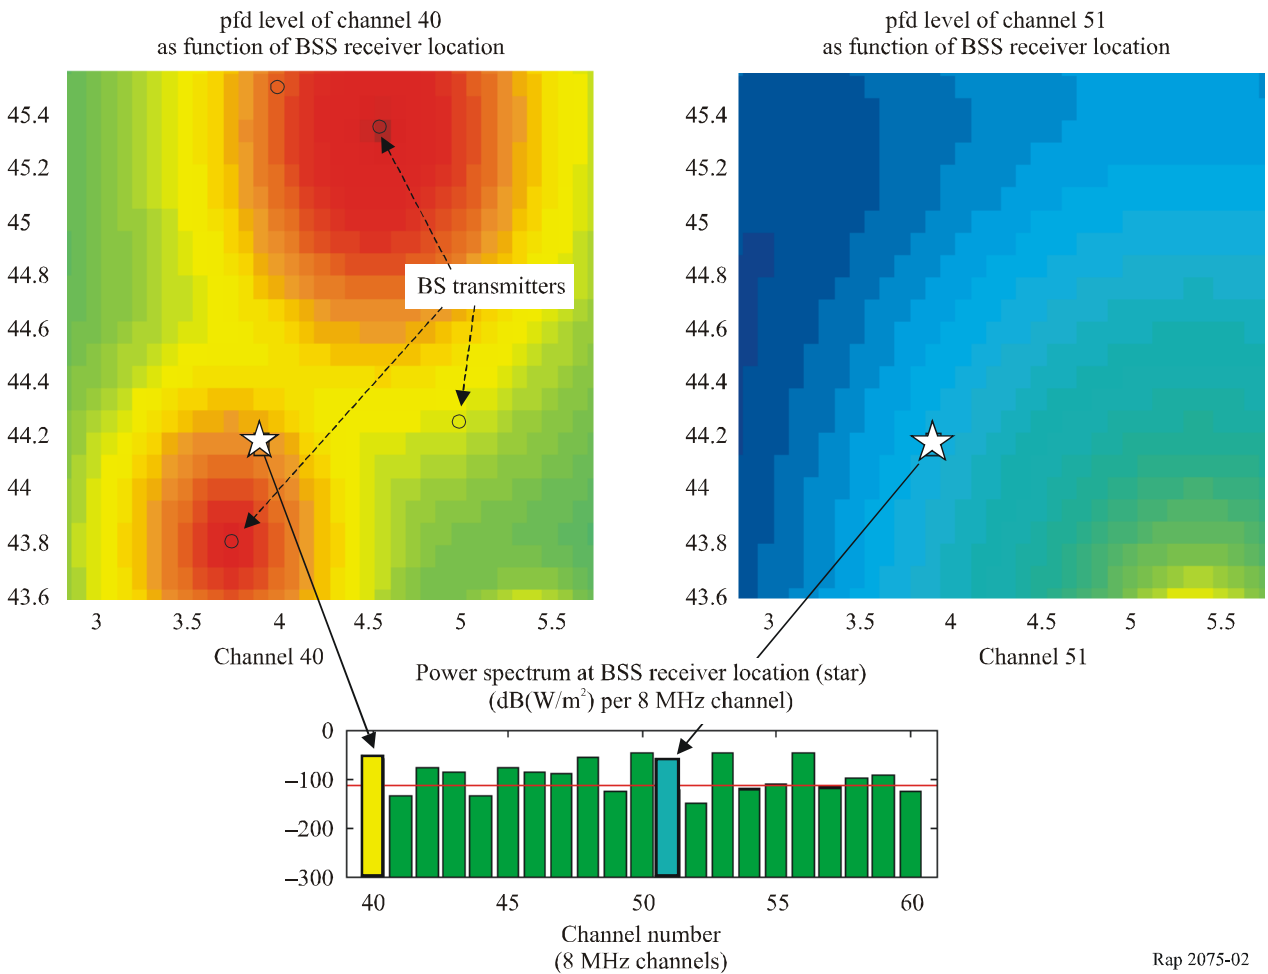 pfd level of channel 40
as function of BSS receiver location
pfd level of channel 51
as function of BSS receiver location
45.4
45.2
45
44.8
44.6
44.4
44.2
44
43.8
43.6
BS transmitters
3 3.5 4 4.5 5 5.5
Channel 40
45.4
45.2
45
44.8
44.6
44.4
44.2
44
43.8
43.6
3 3.5 4 4.5 5 5.5
Channel 51
Power spectrum at BSS receiver location (star)
(dB(W/m²) per 8 MHz channel)
0
–100
–200
–300
40 45 50 55 60
Channel number
(8 MHz channels)
Rap 2075-02